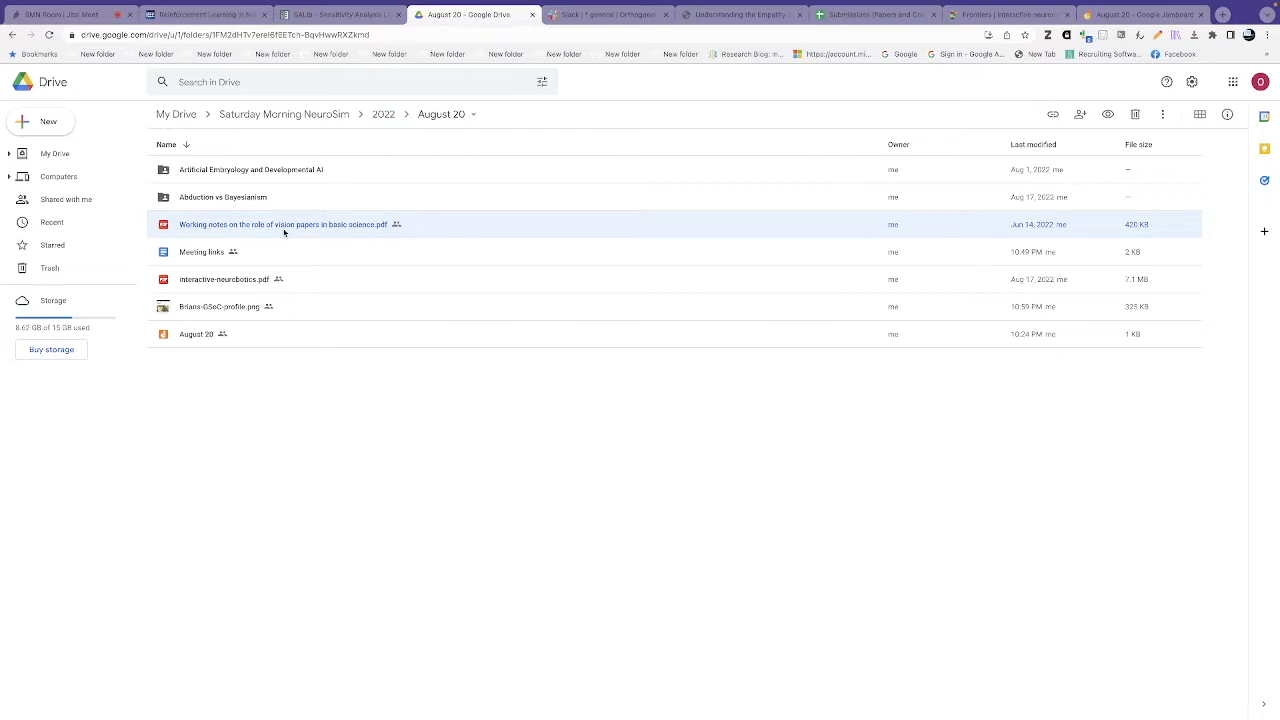 SMN Room | Jitsi Meet
Reinforcement Learning in Ne
SALib - Sensitivity Analysis Li
August 20 - Google Drive
Slack | * general | Orthogonal
Understanding the Empathy
Submissions (Papers and Co
Frontiers | Interactive neurorob
August 20 - Google Jamboard
drive.google.com/drive/u/1/folders/1FM2dHTv7ereI6fEETch-BqvHwwRXZkmd
Bookmarks
New folder
New folder
New folder
New folder
New folder
New folder
New folder
New folder
New folder
New folder
New folder
Research Blog: In...
https://account.mi...
Google
Sign in – Google A...
New Tab
Recruiting Softwa...
Facebook
Drive
Search in Drive
New
My Drive
Computers
Shared with me
Recent
Starred
Trash
Storage
8.62 GB of 15 GB used
Buy storage
My Drive
Saturday Morning NeuroSim
2022
August 20
Name
Owner
Last modified
File size
Artificial Embryology and Developmental AI
me
Aug 1, 2022 me
—
Abduction vs Bayesianism
me
Aug 17, 2022 me
—
Working notes on the role of vision papers in basic science.pdf
me
Jun 14, 2022 me
420 KB
Meeting links
me
10:49 PM me
2 KB
interactive-neurobotics.pdf
me
Aug 17, 2022 me
7.1 MB
Brians-GSoC-profile.png
me
10:59 PM me
325 KB
August 20
me
10:24 PM me
1 KB